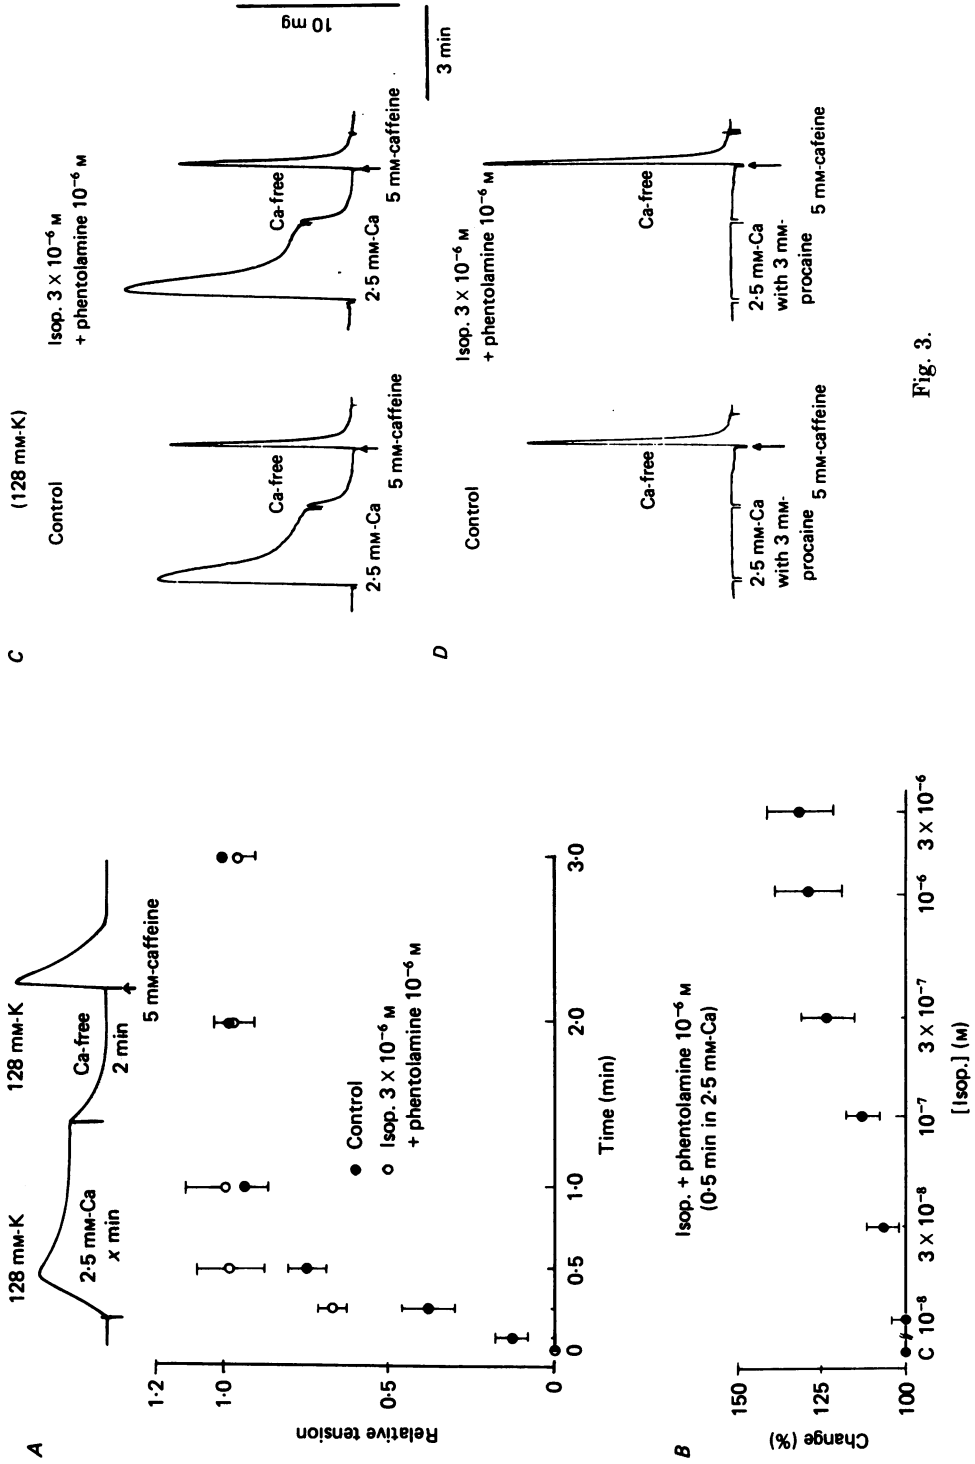 A
128 mM-K
128 mM-K
2·5 mM-Ca
x min
Ca-free
2 min
5 mM-caffeine
1·2
1·0
0·5
0
Relative tension
● Control
○ Isop. 3 × 10⁻⁶ M
+ phentolamine 10⁻⁶ M
0
0·5
1·0
2·0
3·0
Time (min)
B
Isop. + phentolamine 10⁻⁶ M
(0·5 min in 2·5 mM-Ca)
150
125
100
Change (%)
C
10⁻⁸
3 × 10⁻⁸
10⁻⁷
3 × 10⁻⁷
10⁻⁶
3 × 10⁻⁶
[Isop.] (M)
C
(128 mM-K)
Control
Isop. 3 × 10⁻⁶ M
+ phentolamine 10⁻⁶ M
2·5 mM-Ca
Ca-free
5 mM-caffeine
2·5 mM-Ca
Ca-free
5 mM-caffeine
10 mg
3 min
D
Control
Isop. 3 × 10⁻⁶ M
+ phentolamine 10⁻⁶ M
Ca-free
2·5 mM-Ca
with 3 mM-
procaine
5 mM-caffeine
Ca-free
2·5 mM-Ca
with 3 mM-
procaine
5 mM-cafeine
Fig. 3.